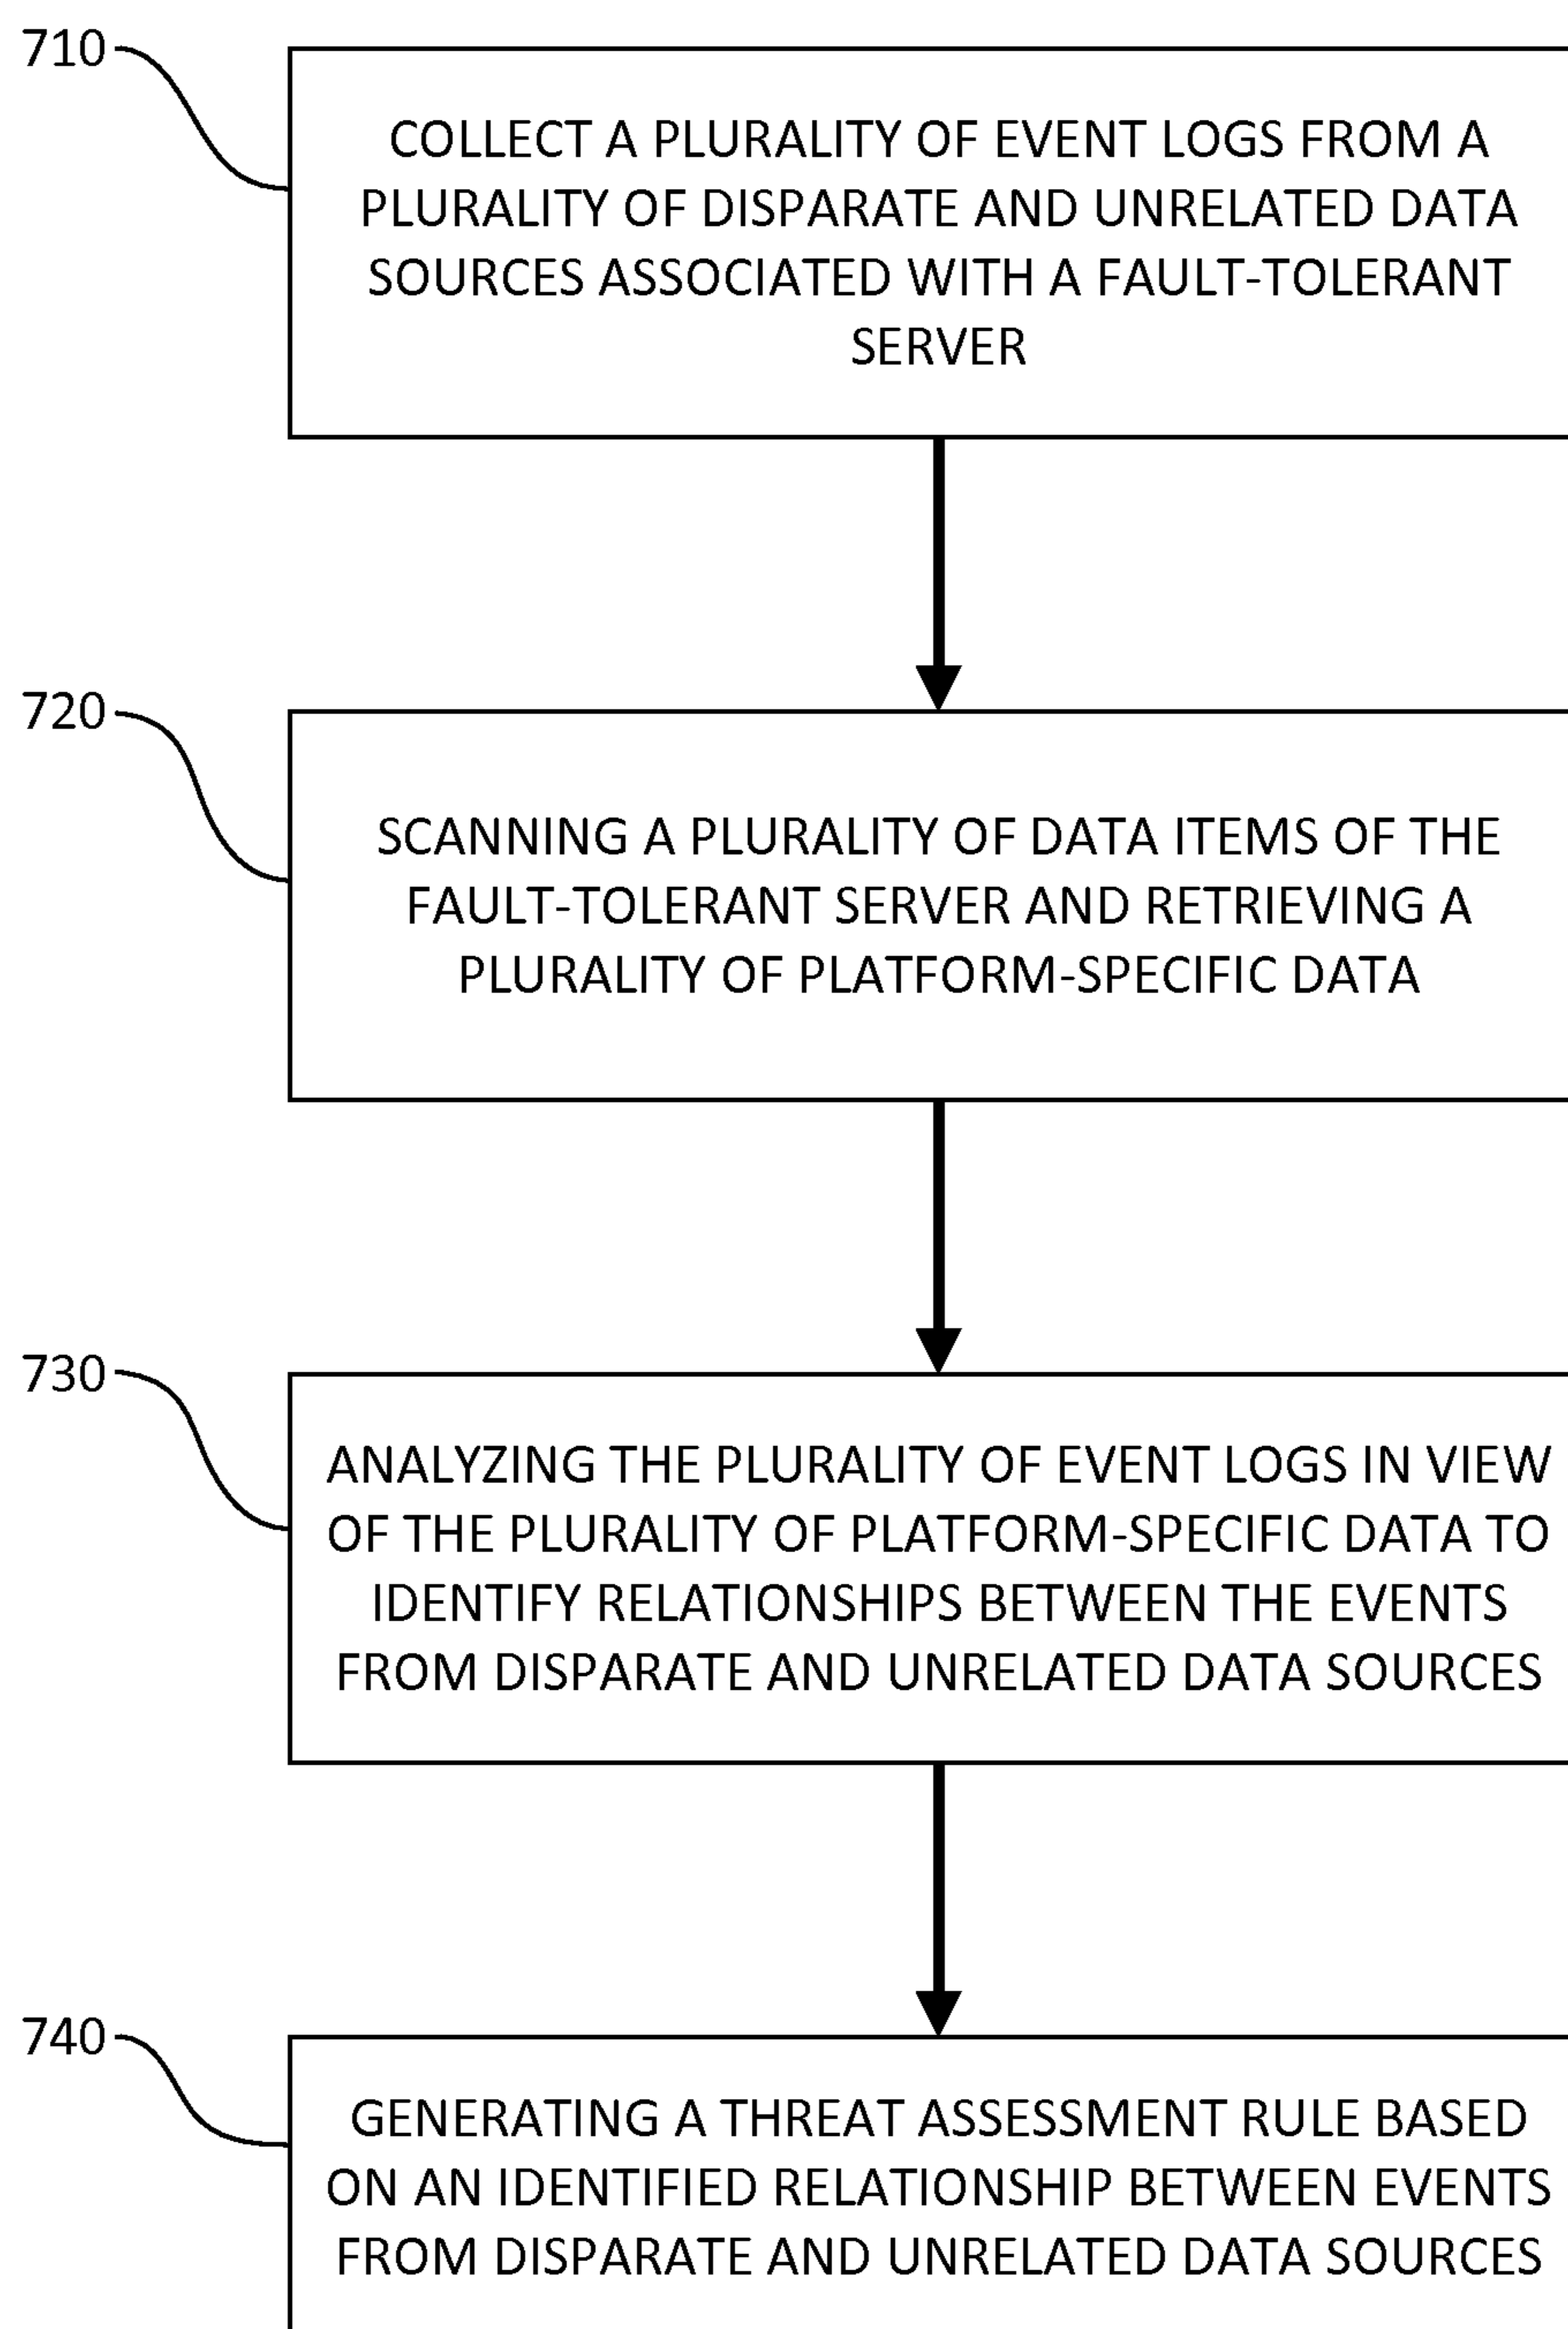 710
COLLECT A PLURALITY OF EVENT LOGS FROM A
PLURALITY OF DISPARATE AND UNRELATED DATA
SOURCES ASSOCIATED WITH A FAULT-TOLERANT
SERVER
720
SCANNING A PLURALITY OF DATA ITEMS OF THE
FAULT-TOLERANT SERVER AND RETRIEVING A
PLURALITY OF PLATFORM-SPECIFIC DATA
730
ANALYZING THE PLURALITY OF EVENT LOGS IN VIEW
OF THE PLURALITY OF PLATFORM-SPECIFIC DATA TO
IDENTIFY RELATIONSHIPS BETWEEN THE EVENTS
FROM DISPARATE AND UNRELATED DATA SOURCES
740
GENERATING A THREAT ASSESSMENT RULE BASED
ON AN IDENTIFIED RELATIONSHIP BETWEEN EVENTS
FROM DISPARATE AND UNRELATED DATA SOURCES